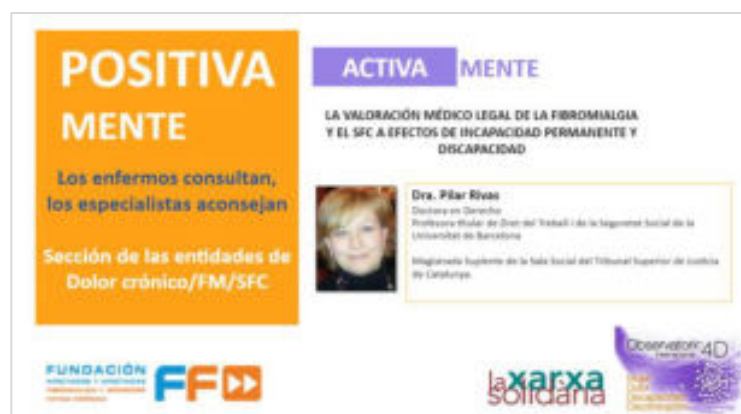 POSITIVA
MENTE
Los enfermos consultan,
los especialistas aconsejan
Sección de las entidades de
Dolor crónico/FM/SFC
ACTIVA MENTE
LA VALORACIÓN MÉDICO LEGAL DE LA FIBROMIALGIA
Y EL SFC A EFECTOS DE INCAPACIDAD PERMANENTE Y
DISCAPACIDAD
Dra. Pilar Rivas
Doctora en Derecho
Profesora titular de Dret del Treball i de la Seguretat Social de la
Universitat de Barcelona
Magistrada Suplente de la Sala Social del Tribunal Superior de Justicia
de Catalunya.
FUNDACIÓN
FF
la xarxa
solidària
Observatori 4D